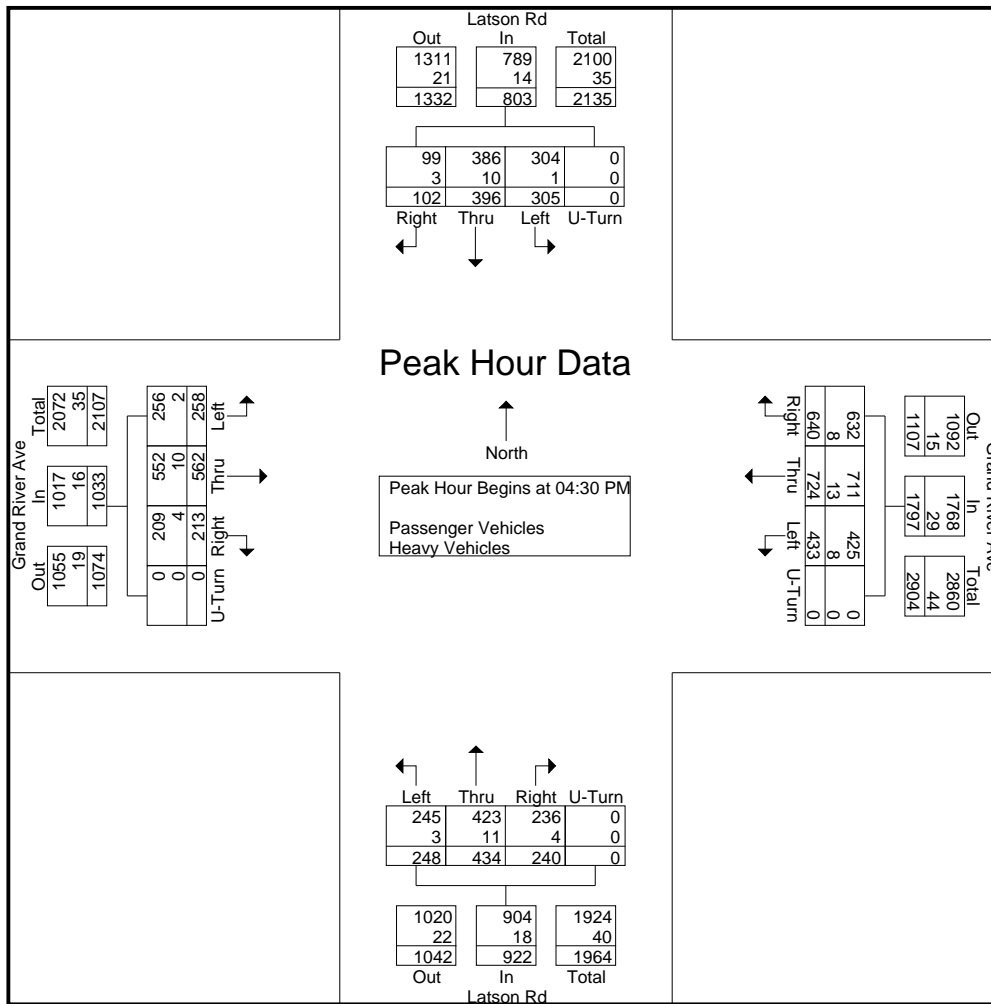 Latson Rd
Out In Total
1311 789 2100
21 14 35
1332 803 2135
99 386 304 0
3 10 1 0
102 396 305 0
Right Thru Left U-Turn
Peak Hour Data
North
Peak Hour Begins at 04:30 PM
Passenger Vehicles
Heavy Vehicles
Grand River Ave
Out In Total
1055 1017 2072
19 16 35
1074 1033 2107
0 209 552 256
0 4 10 2
0 213 562 258
U-Turn Right Thru Left
Right Thru Left U-Turn
632 711 425 0
8 13 8 0
640 724 433 0
Out In Total
1092 1768 2860
15 29 44
1107 1797 2904
Grand River Ave
Left Thru Right U-Turn
245 423 236 0
3 11 4 0
248 434 240 0
1020 904 1924
22 18 40
1042 922 1964
Out In Total
Latson Rd